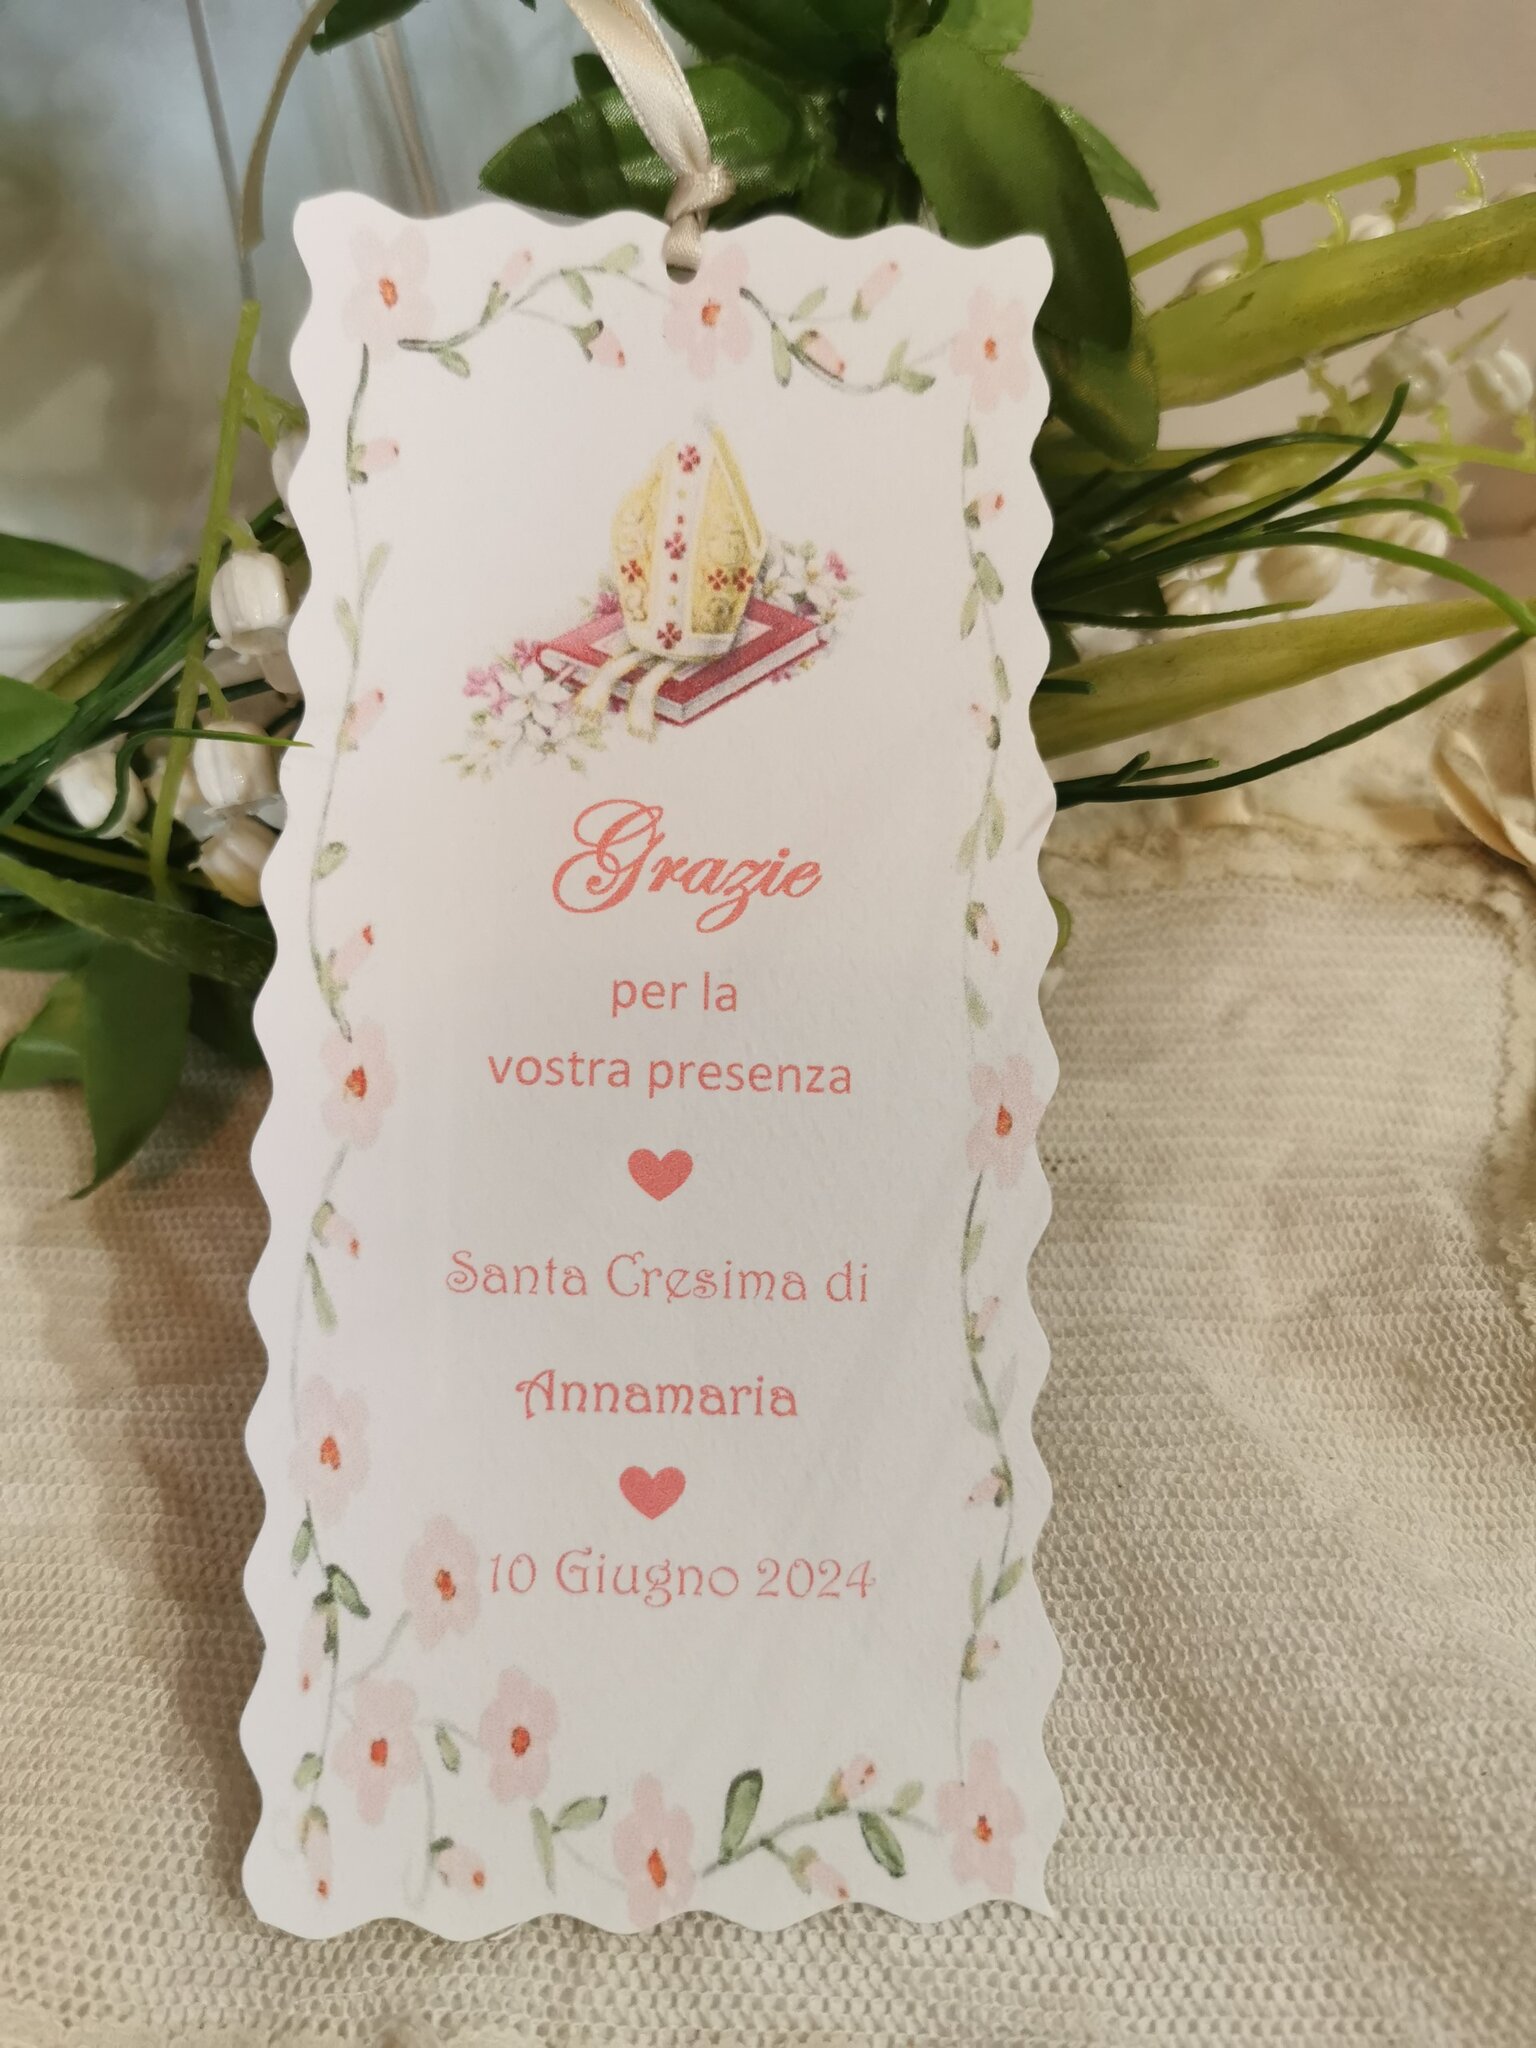 Grazie
per la
vostra presenza
Santa Cresima di
Annamaria
10 Giugno 2024